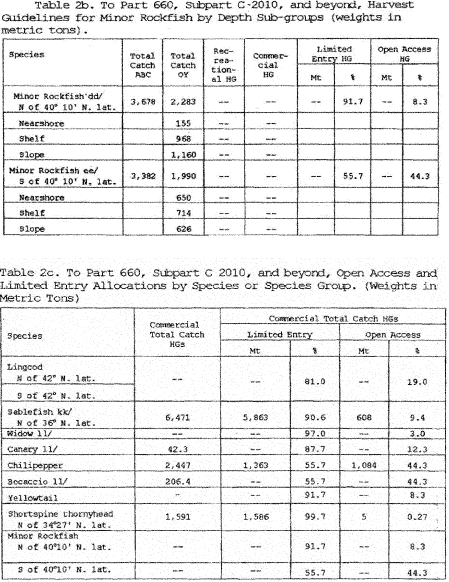 Table 2b. To Part 660, Subpart C-2010, and beyond, Harvest
Guidelines for Minor Rockfish by Depth Sub-groups (weights in
metric tons).
Species Total Catch ABC Total Catch OY Rec-rea-tion-al HG Commer-cial HG Limited Entry HG Open Access HG
Mt % Mt %
Minor Rockfish dd/
N of 40° 10' N. lat. 3,678 2,283 -- -- -- 91.7 -- 8.3
Nearshore 155
Shelf 968
Slope 1,160
Minor Rockfish ee/
S of 40° 10' N. lat. 3,382 1,990 -- -- -- 55.7 -- 44.3
Nearshore 650
Shelf 714
Slope 626
Table 2c. To Part 660, Subpart C 2010, and beyond, Open Access and
Limited Entry Allocations by Species or Species Group. (Weights in
Metric Tons)
Species Commercial Total Catch HGs Commercial Total Catch HGs
Limited Entry Open Access
Mt % Mt %
Lingcod
N of 42° N. lat. -- -- 81.0 -- 19.0
S of 42° N. lat.
Sablefish kk/
N of 36° N. lat. 6,471 5,863 90.6 608 9.4
Widow ll/ -- -- 97.0 -- 3.0
Canary ll/ 42.3 -- 87.7 -- 12.3
Chilipepper 2,447 1,363 55.7 1,084 44.3
Bocaccio ll/ 206.4 -- 55.7 -- 44.3
Yellowtail - -- 91.7 -- 8.3
Shortspine thornyhead
N of 34°27' N. lat. 1,591 1,586 99.7 5 0.27
Minor Rockfish
N of 40°10' N. lat. -- -- 91.7 -- 8.3
S of 40°10' N. lat. -- -- 55.7 -- 44.3